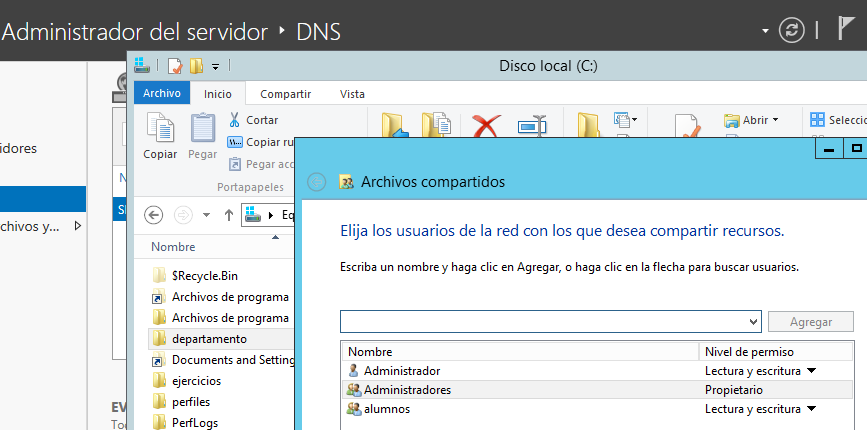 Administrador del servidor ‣ DNS
Disco local (C:)
Archivo Inicio Compartir Vista
Copiar
Pegar
Cortar
Copiar ru
Pegar acc
Portapapeles
Abrir
Selecci
idores
chivos y...
Eq
Nombre
$Recycle.Bin
Archivos de programa
Archivos de programa
departamento
Documents and Setting
ejercicios
perfiles
PerfLogs
Archivos compartidos
Elija los usuarios de la red con los que desea compartir recursos.
Escriba un nombre y haga clic en Agregar, o haga clic en la flecha para buscar usuarios.
Agregar
Nombre Nivel de permiso
Administrador Lectura y escritura
Administradores Propietario
alumnos Lectura y escritura
EV